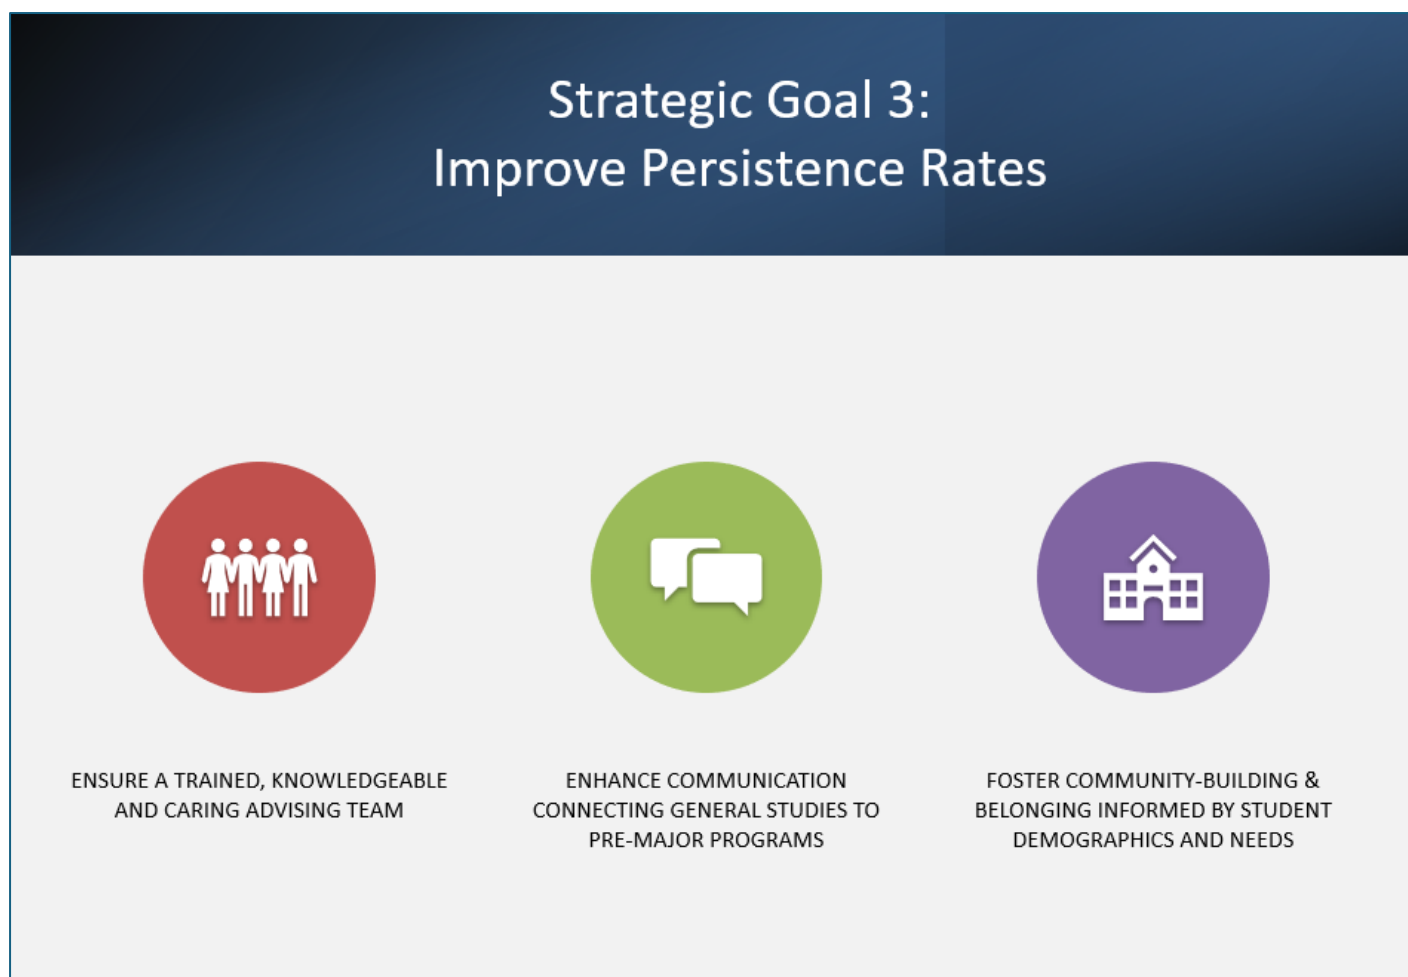 Strategic Goal 3:
Improve Persistence Rates
ENSURE A TRAINED, KNOWLEDGEABLE
AND CARING ADVISING TEAM
ENHANCE COMMUNICATION
CONNECTING GENERAL STUDIES TO
PRE-MAJOR PROGRAMS
FOSTER COMMUNITY-BUILDING &
BELONGING INFORMED BY STUDENT
DEMOGRAPHICS AND NEEDS